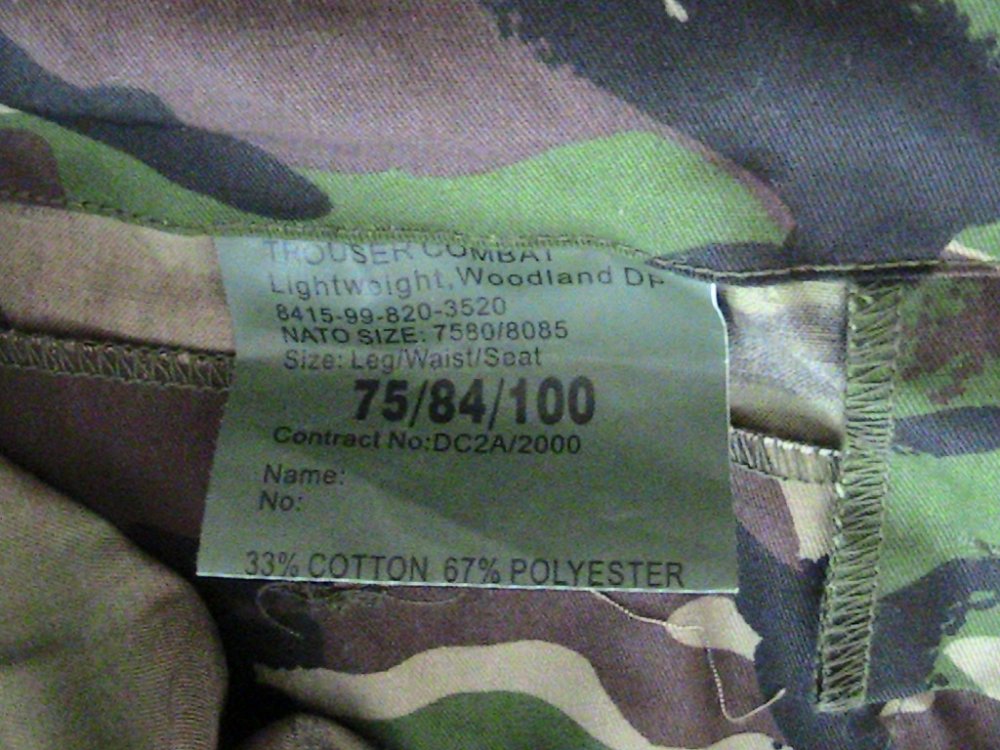 TROUSER COMBAT
Lightweight, Woodland DP
8415-99-820-3520
NATO SIZE: 7580/8085
Size: Leg/Waist/Seat
75/84/100
Contract No:DC2A/2000
Name:
No:
33% COTTON 67% POLYESTER